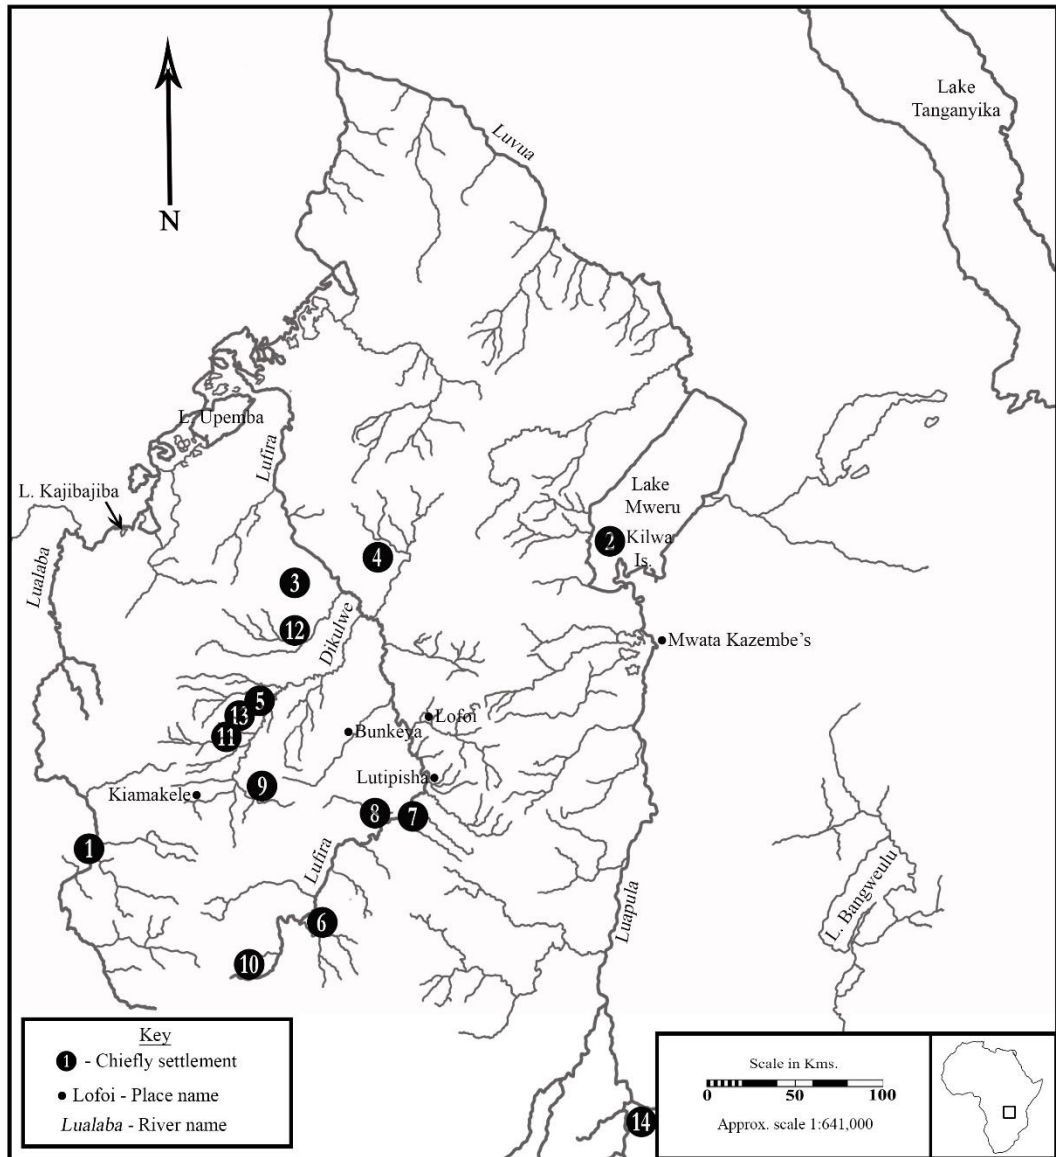 Lake
Tanganyika
Luvua
N
L. Upemba
Lufira
L. Kajibajiba
Lualaba
Lake
Mweru
2
Kilwa
Is.
4
3
12
Dikulwe
Mwata Kazembe's
5
13
11
Lofoi
Bunkeya
Lutipisha
9
Kiamakele
8
7
1
Lufira
Luapula
L. Bangweulu
6
10
Key
1 - Chiefly settlement
Lofoi - Place name
Lualaba - River name
14
Scale in Kms.
0 50 100
Approx. scale 1:641,000